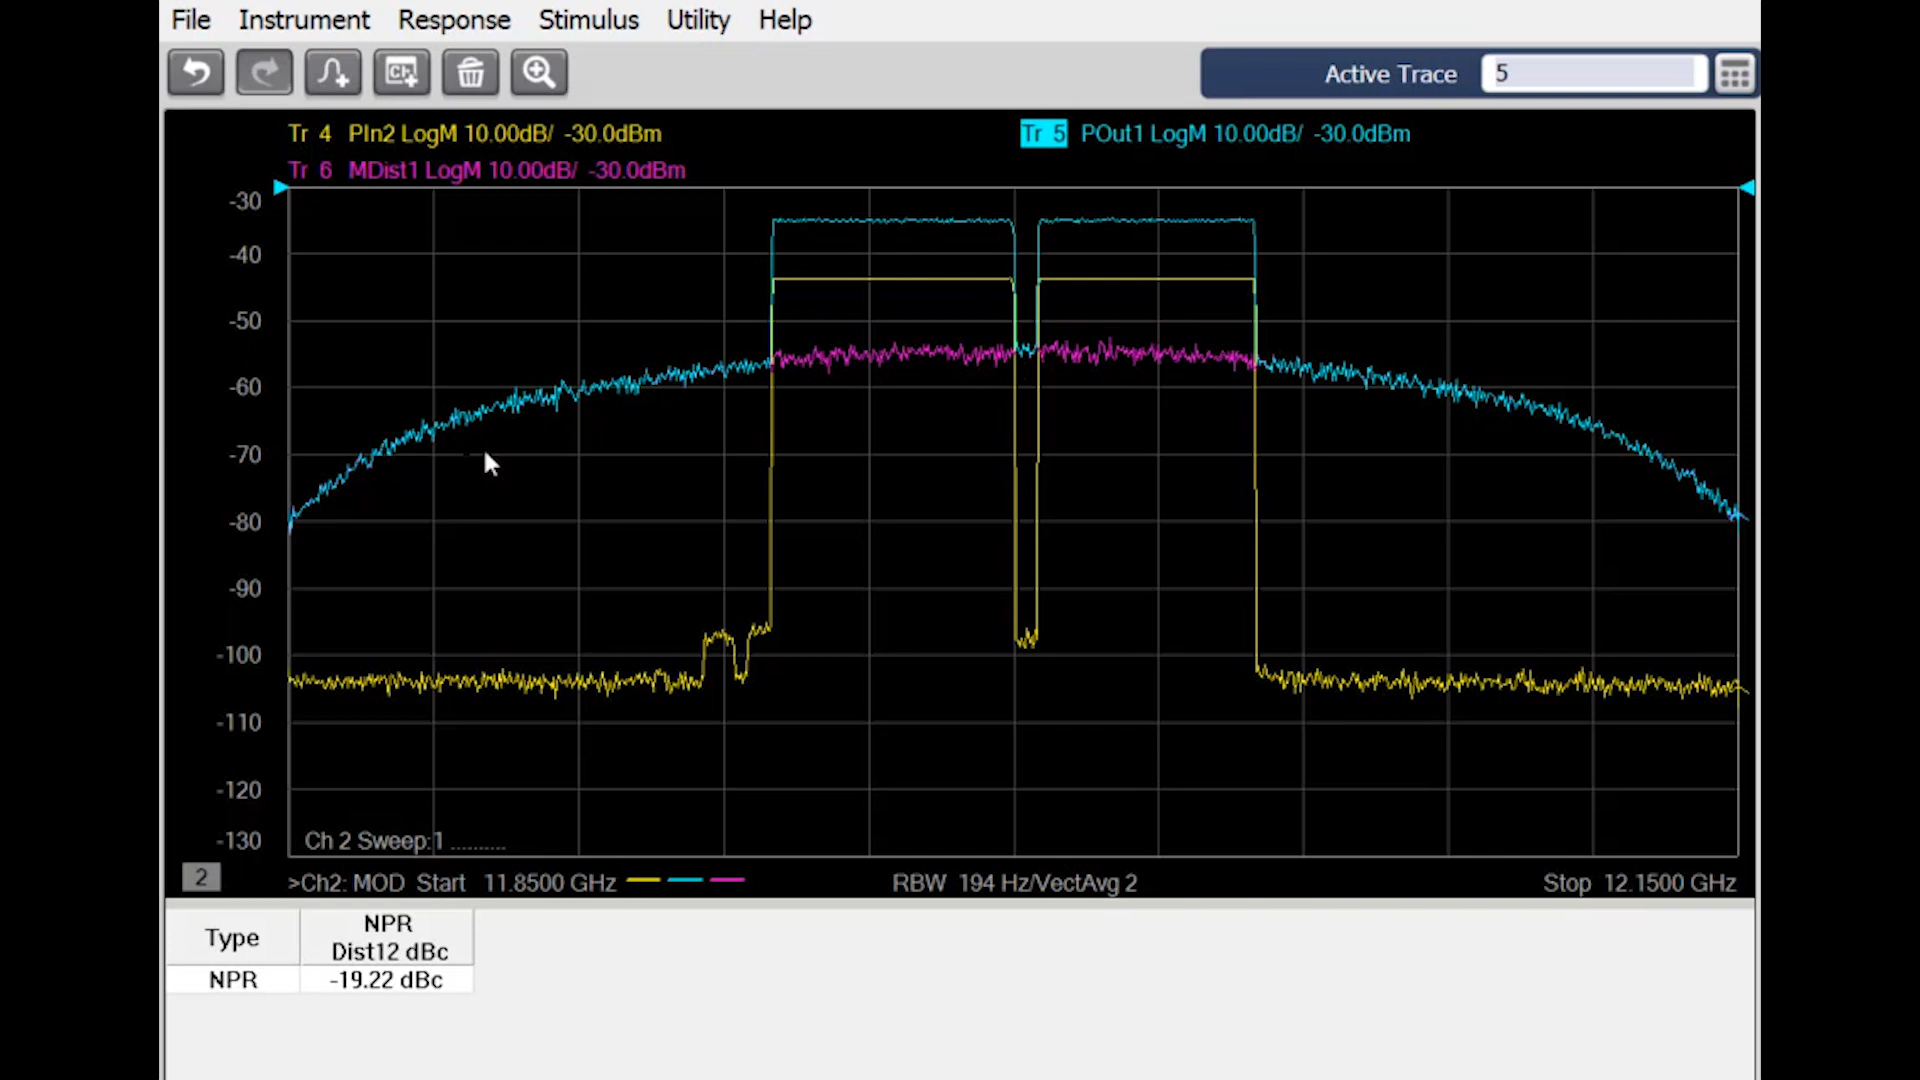 File Instrument Response Stimulus Utility Help
CH
Active Trace 5
Tr 4 PIn2 LogM 10.00dB/ -30.0dBm
Tr 5 POut1 LogM 10.00dB/ -30.0dBm
Tr 6 MDist1 LogM 10.00dB/ -30.0dBm
-30
-40
-50
-60
-70
-80
-90
-100
-110
-120
-130
Ch 2 Sweep:1 ..........
2
>Ch2: MOD Start 11.8500 GHz
RBW 194 Hz/VectAvg 2
Stop 12.1500 GHz
Type
NPR
Dist12 dBc
NPR -19.22 dBc